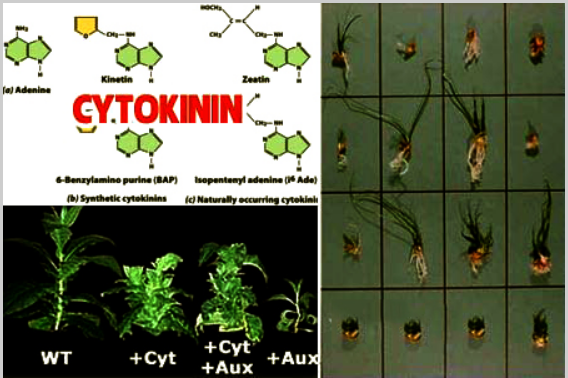 NH₂
H
(a) Adenine
O
CH₂—NH
H
Kinetin
HOCH₂ H
C=C
CH₃ CH₂—NH
H
Zeatin
CYTOKININ
H
CH₂—NH
H
H
6-Benzylamino purine (BAP)
Isopentenyl adenine (i⁶ Ade)
(b) Synthetic cytokinins
(c) Naturally occurring cytokinin
WT
+Cyt
+Cyt
+Aux
+Aux